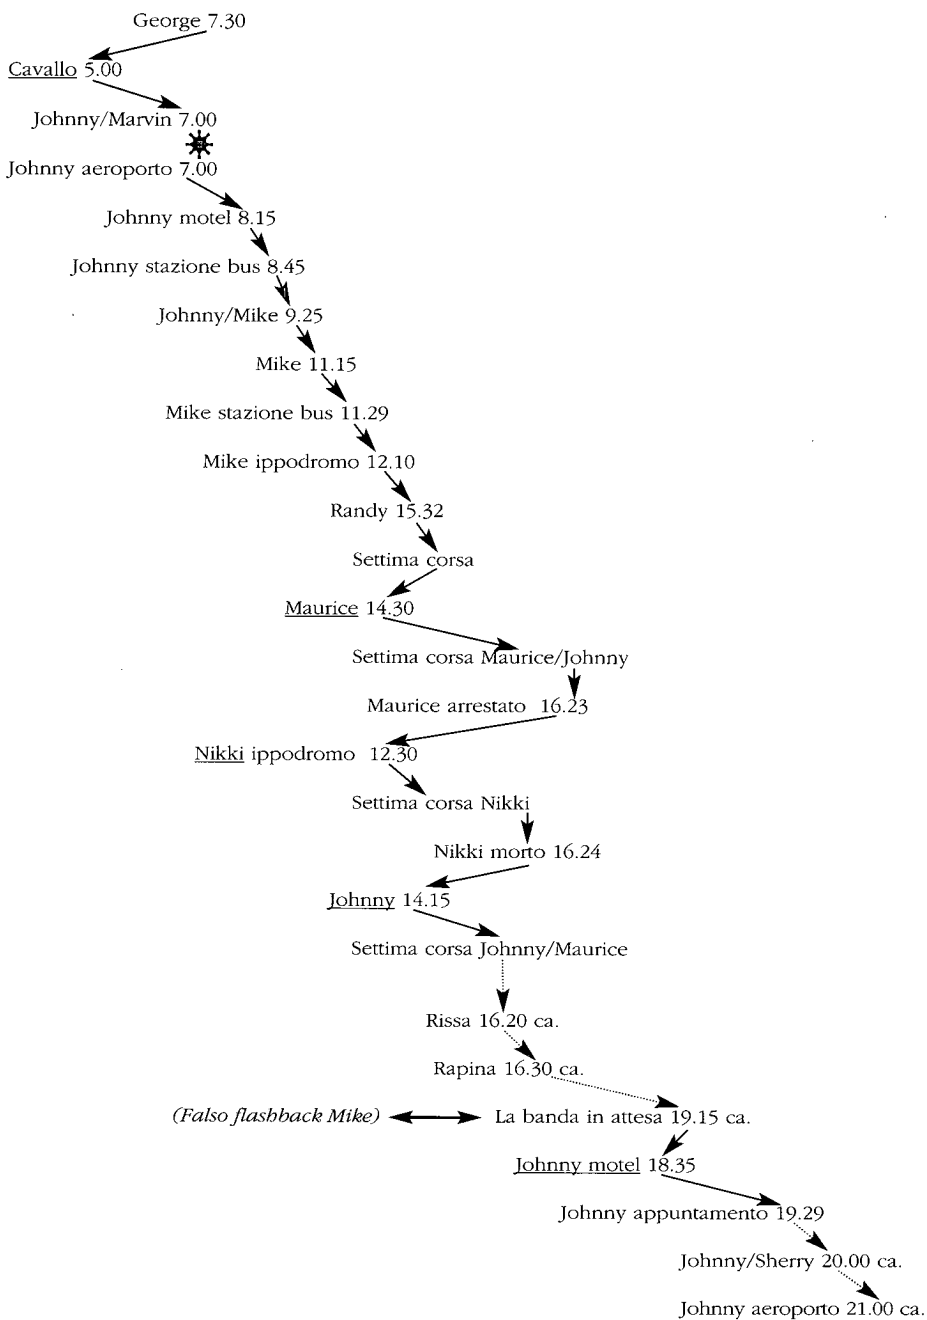 George 7.30
Cavallo 5.00
Johnny/Marvin 7.00
Johnny aeroporto 7.00
Johnny motel 8.15
Johnny stazione bus 8.45
Johnny/Mike 9.25
Mike 11.15
Mike stazione bus 11.29
Mike ippodromo 12.10
Randy 15.32
Settima corsa
Maurice 14.30
Settima corsa Maurice/Johnny
Maurice arrestato 16.23
Nikki ippodromo 12.30
Settima corsa Nikki
Nikki morto 16.24
Johnny 14.15
Settima corsa Johnny/Maurice
Rissa 16.20 ca.
Rapina 16.30 ca.
(Falso flashback Mike) La banda in attesa 19.15 ca.
Johnny motel 18.35
Johnny appuntamento 19.29
Johnny/Sherry 20.00 ca.
Johnny aeroporto 21.00 ca.